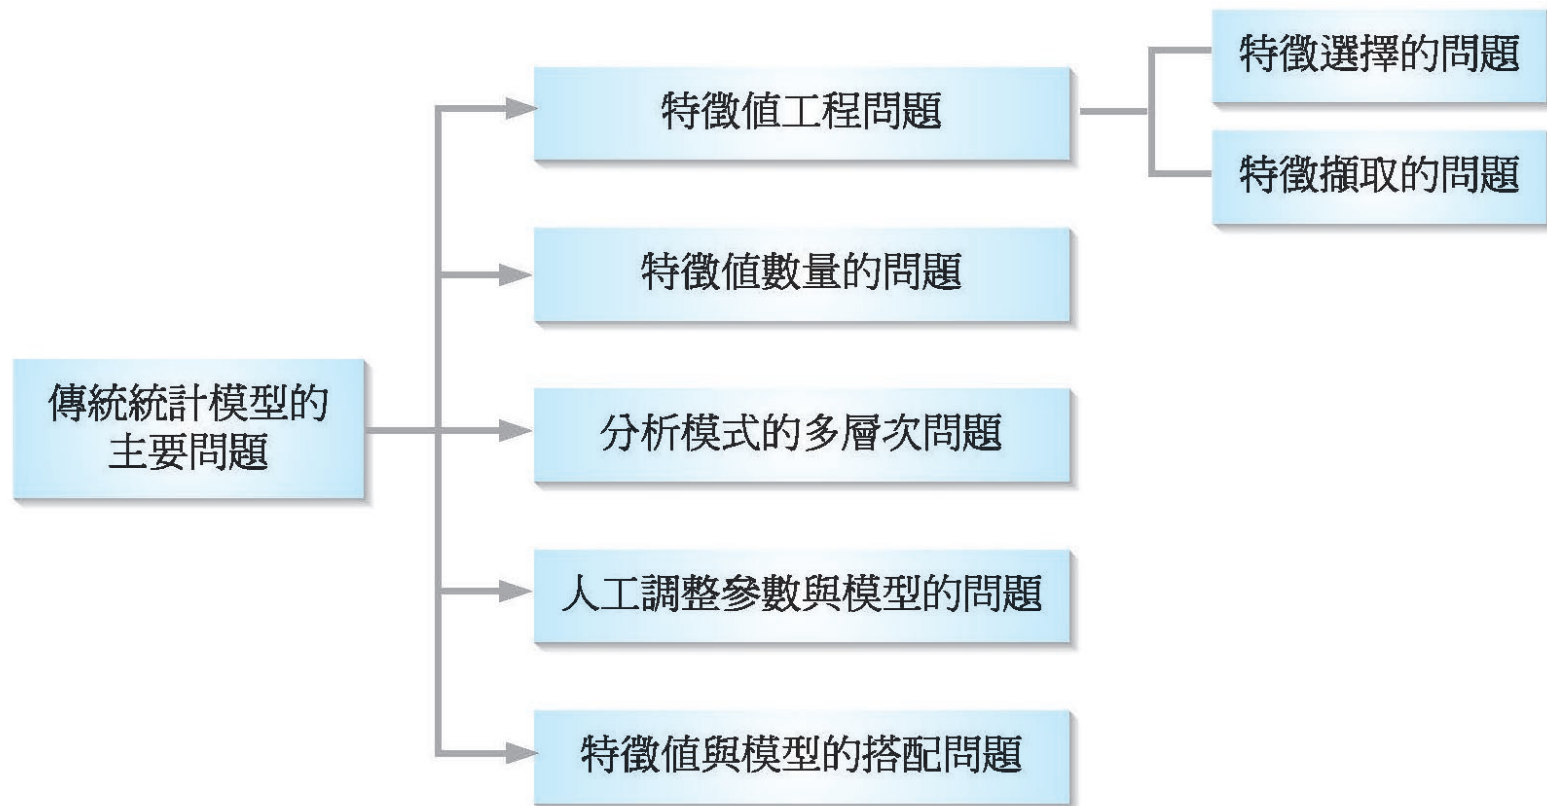 傳統統計模型的
主要問題
特徵值工程問題
特徵選擇的問題
特徵擷取的問題
特徵值數量的問題
分析模式的多層次問題
人工調整參數與模型的問題
特徵值與模型的搭配問題